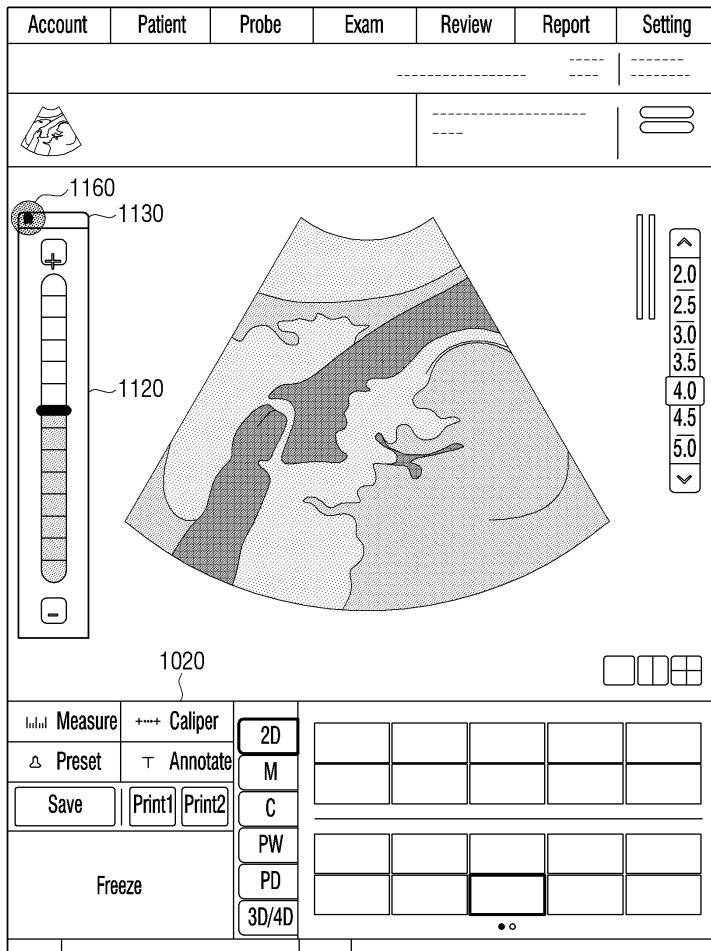 Account Patient Probe Exam Review Report Setting
1160
1130
1120
2.0
2.5
3.0
3.5
4.0
4.5
5.0
1020
Measure Caliper
Preset Annotate
Save Print1 Print2
Freeze
2D
M
C
PW
PD
3D/4D